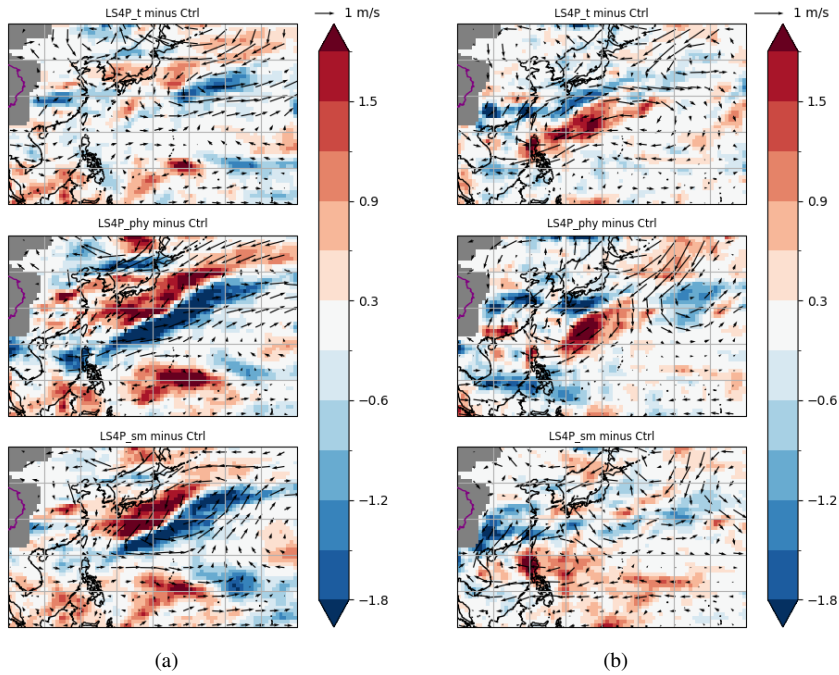 LS4P_t minus Ctrl
1 m/s
LS4P_phy minus Ctrl
LS4P_sm minus Ctrl
1.5
0.9
0.3
−0.6
−1.2
−1.8
(a)
LS4P_t minus Ctrl
1 m/s
LS4P_phy minus Ctrl
LS4P_sm minus Ctrl
1.5
0.9
0.3
−0.6
−1.2
−1.8
(b)